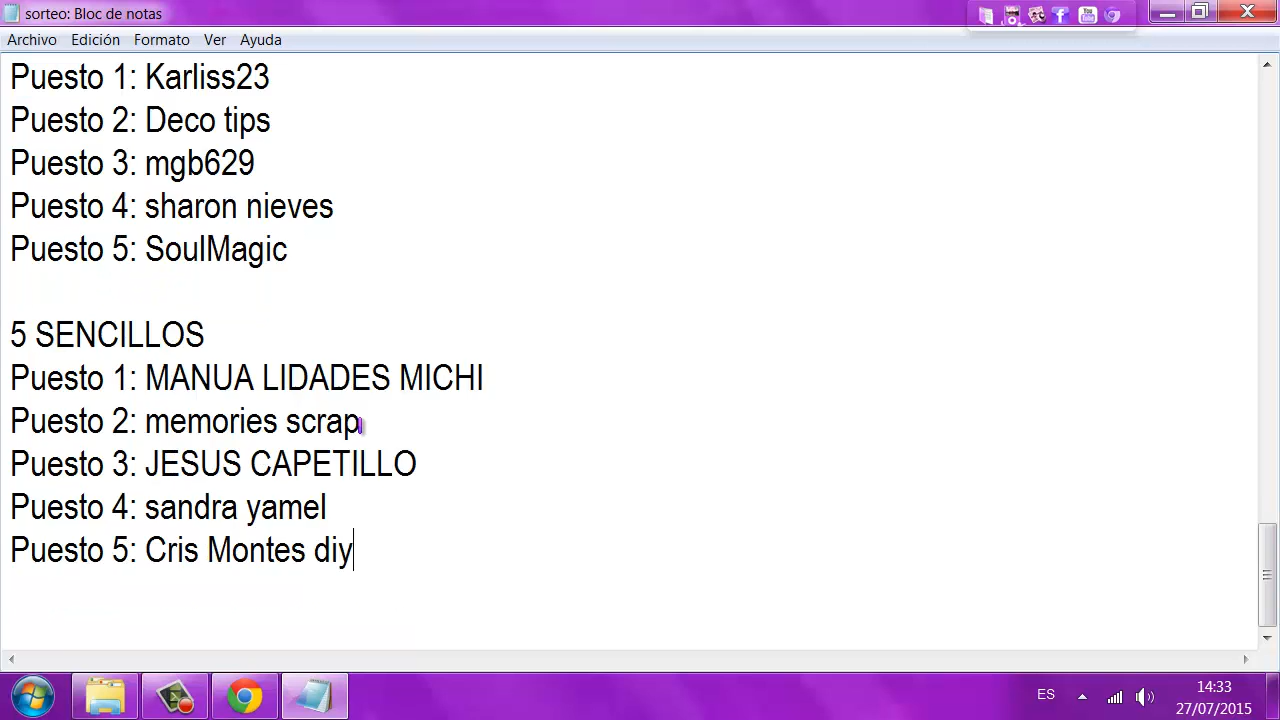 sorteo: Bloc de notas
Archivo Edición Formato Ver Ayuda
Puesto 1: Karliss23
Puesto 2: Deco tips
Puesto 3: mgb629
Puesto 4: sharon nieves
Puesto 5: SoulMagic
5 SENCILLOS
Puesto 1: MANUA LIDADES MICHI
Puesto 2: memories scrap
Puesto 3: JESUS CAPETILLO
Puesto 4: sandra yamel
Puesto 5: Cris Montes diy
ES
14:33
27/07/2015